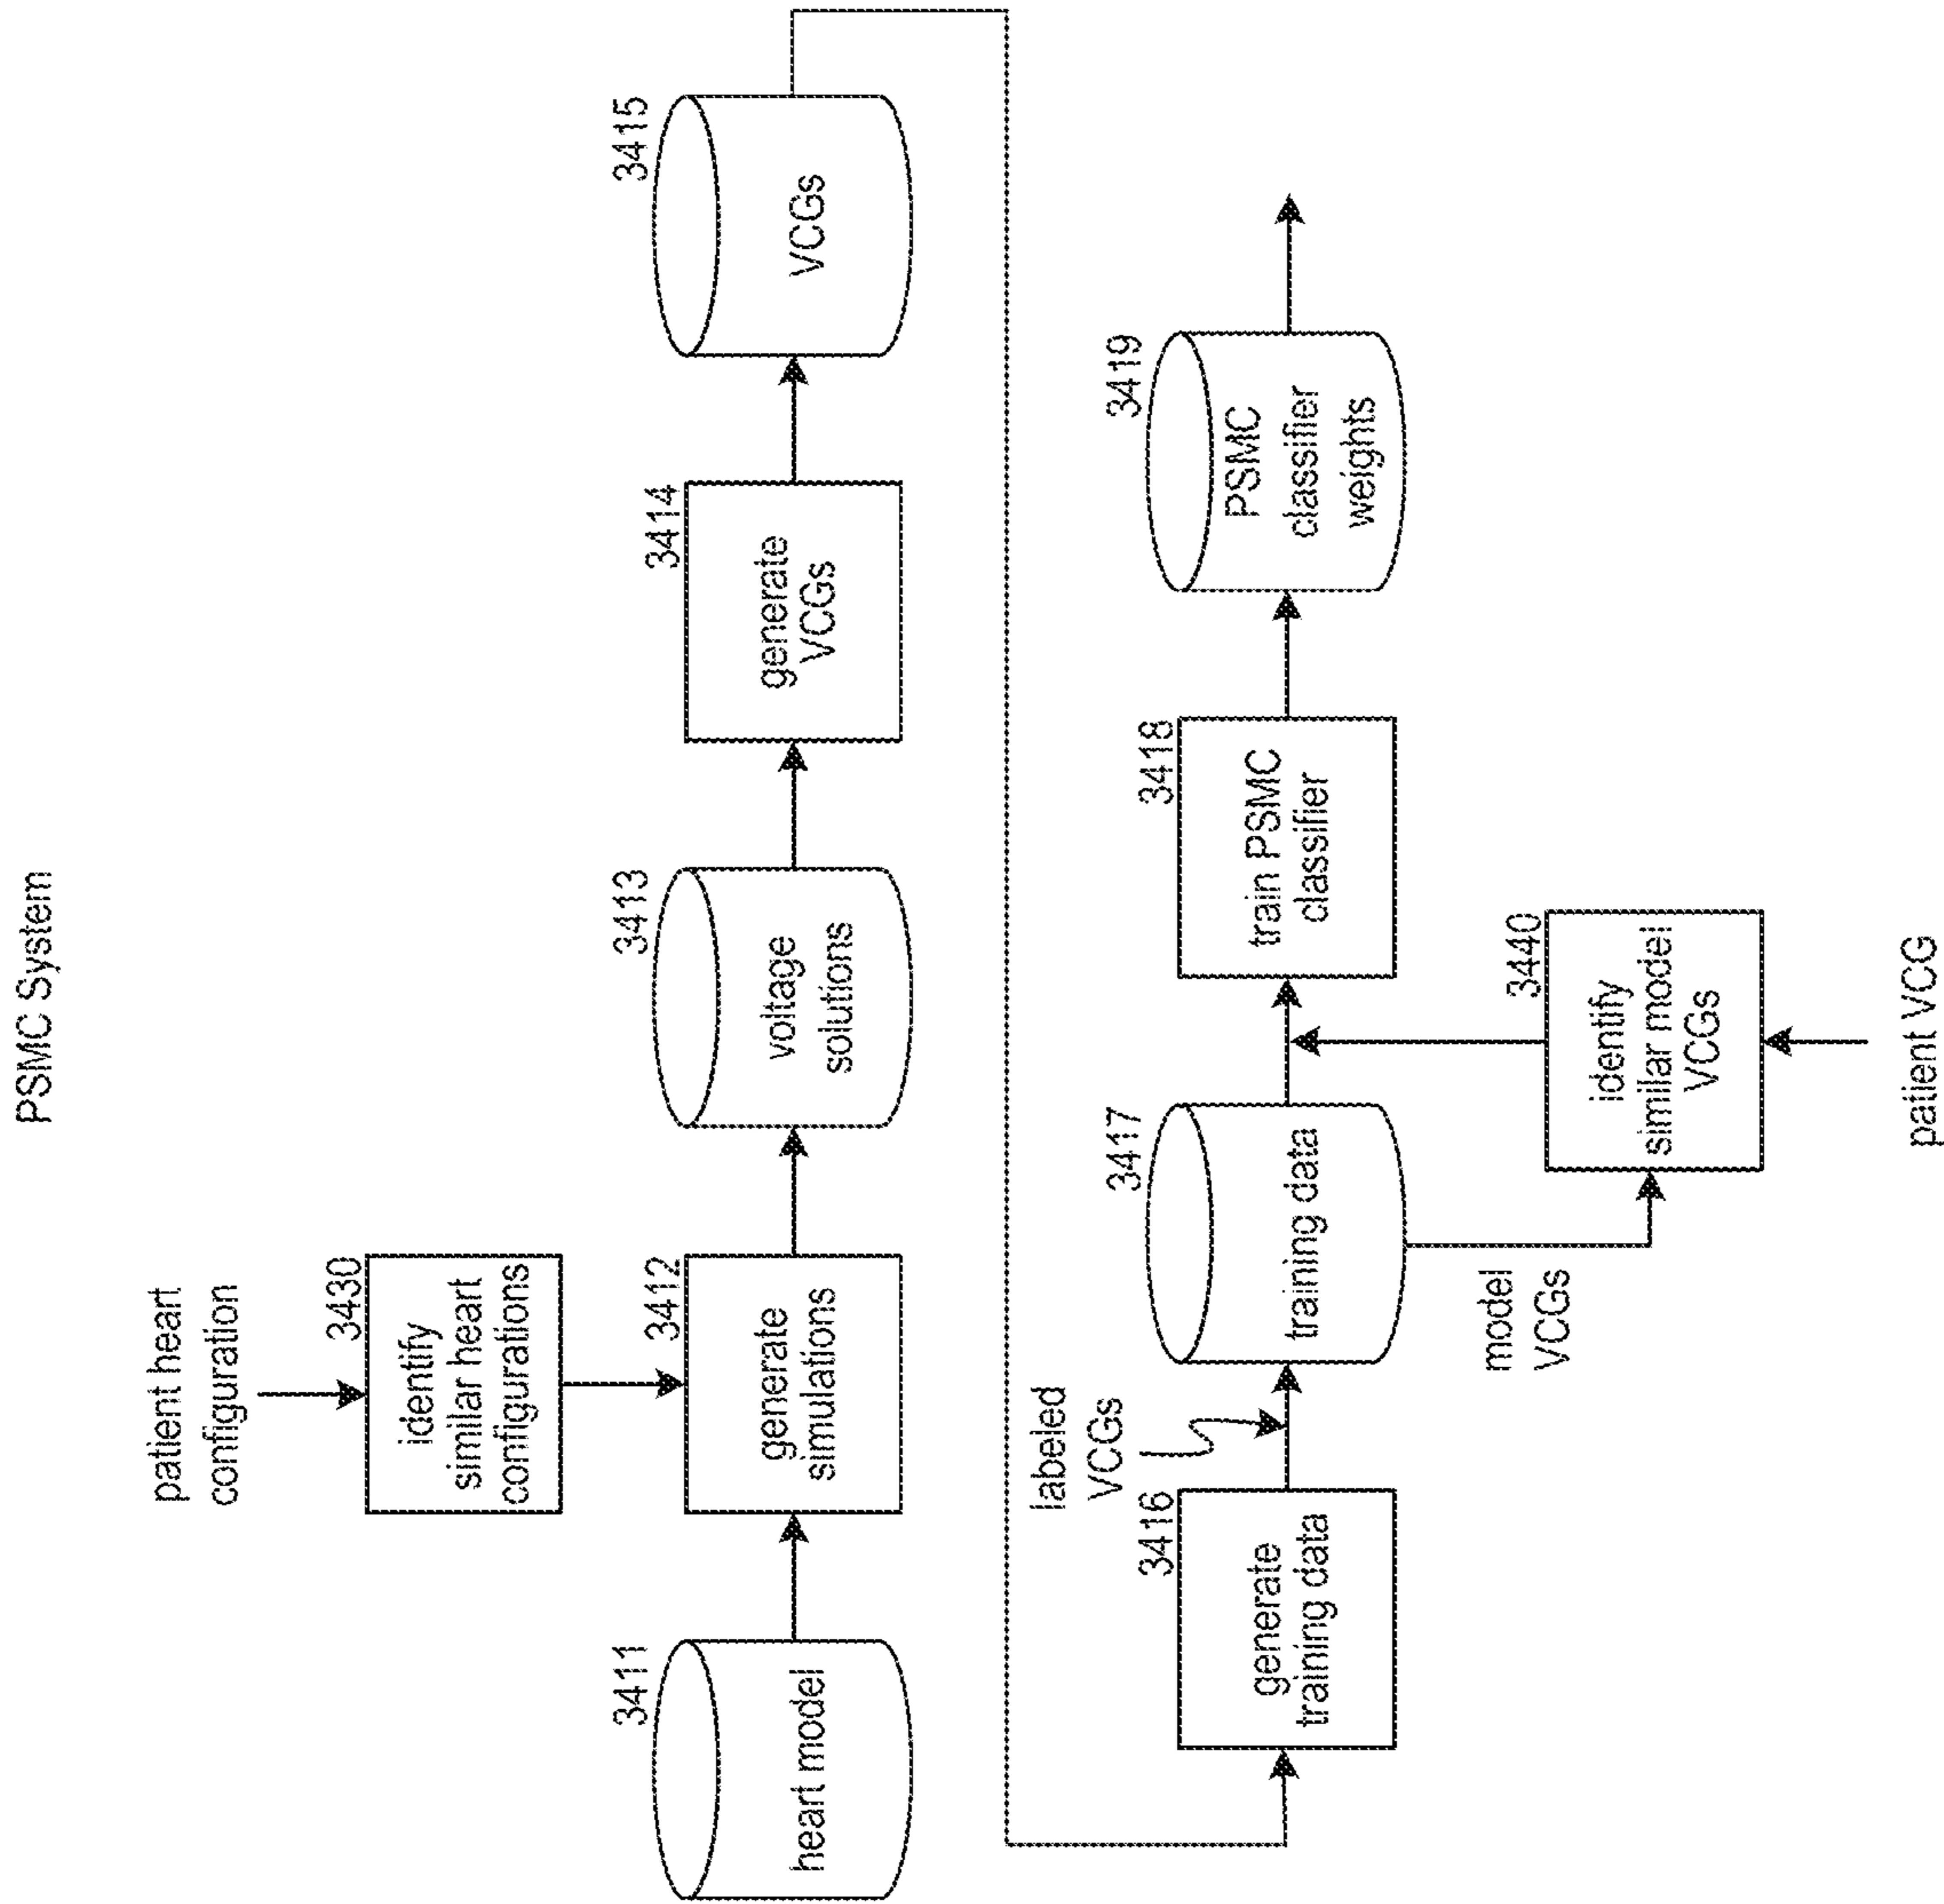 PSMC System
patient heart
configuration
3430
identify
similar heart
configurations
3411
heart model
3412
generate
simulations
3413
voltage
solutions
3414
generate
VCGs
3415
VCGs
labeled
VCGs
3416
generate
training data
3417
training data
3418
train PSMC
classifier
3419
PSMC
classifier
weights
model
VCGs
3440
identify
similar model
VCGs
patient VCG